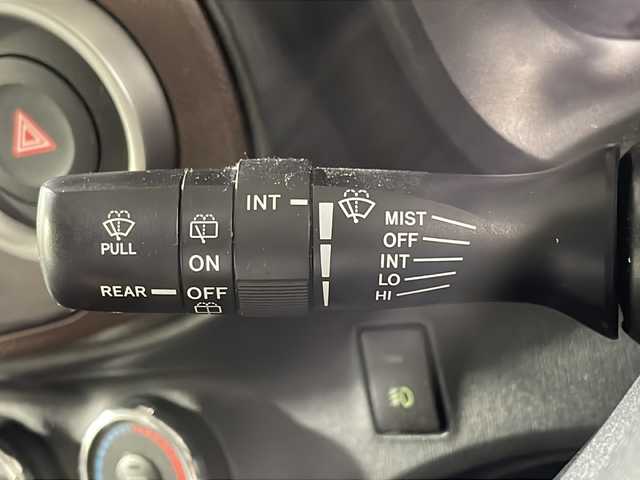 PULL
REAR
ON
OFF
INT
MIST
OFF
INT
LO
HI